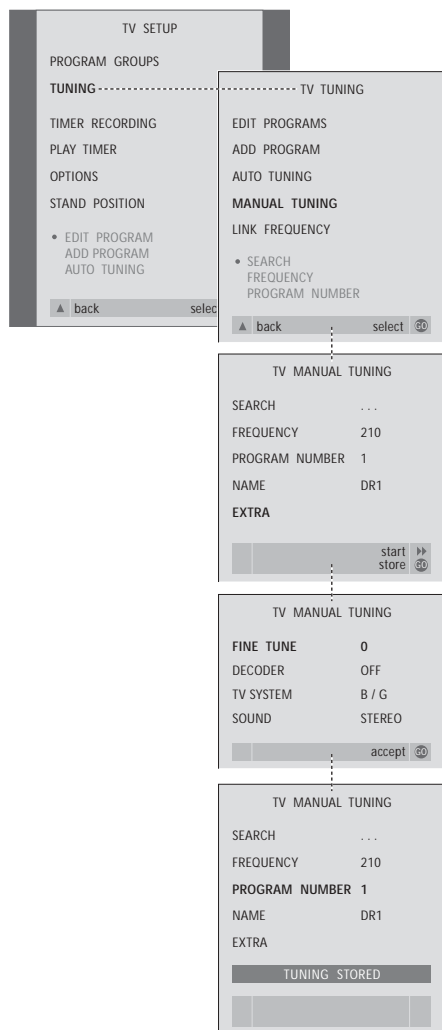 TV SETUP
PROGRAM GROUPS
TUNING
TIMER RECORDING
PLAY TIMER
OPTIONS
STAND POSITION
• EDIT PROGRAM
ADD PROGRAM
AUTO TUNING
▲ back selec
TV TUNING
EDIT PROGRAMS
ADD PROGRAM
AUTO TUNING
MANUAL TUNING
LINK FREQUENCY
• SEARCH
FREQUENCY
PROGRAM NUMBER
▲ back select GO
TV MANUAL TUNING
SEARCH . . .
FREQUENCY 210
PROGRAM NUMBER 1
NAME DR1
EXTRA
start
store GO
TV MANUAL TUNING
FINE TUNE 0
DECODER OFF
TV SYSTEM B / G
SOUND STEREO
accept GO
TV MANUAL TUNING
SEARCH . . .
FREQUENCY 210
PROGRAM NUMBER 1
NAME DR1
EXTRA
TUNING STORED